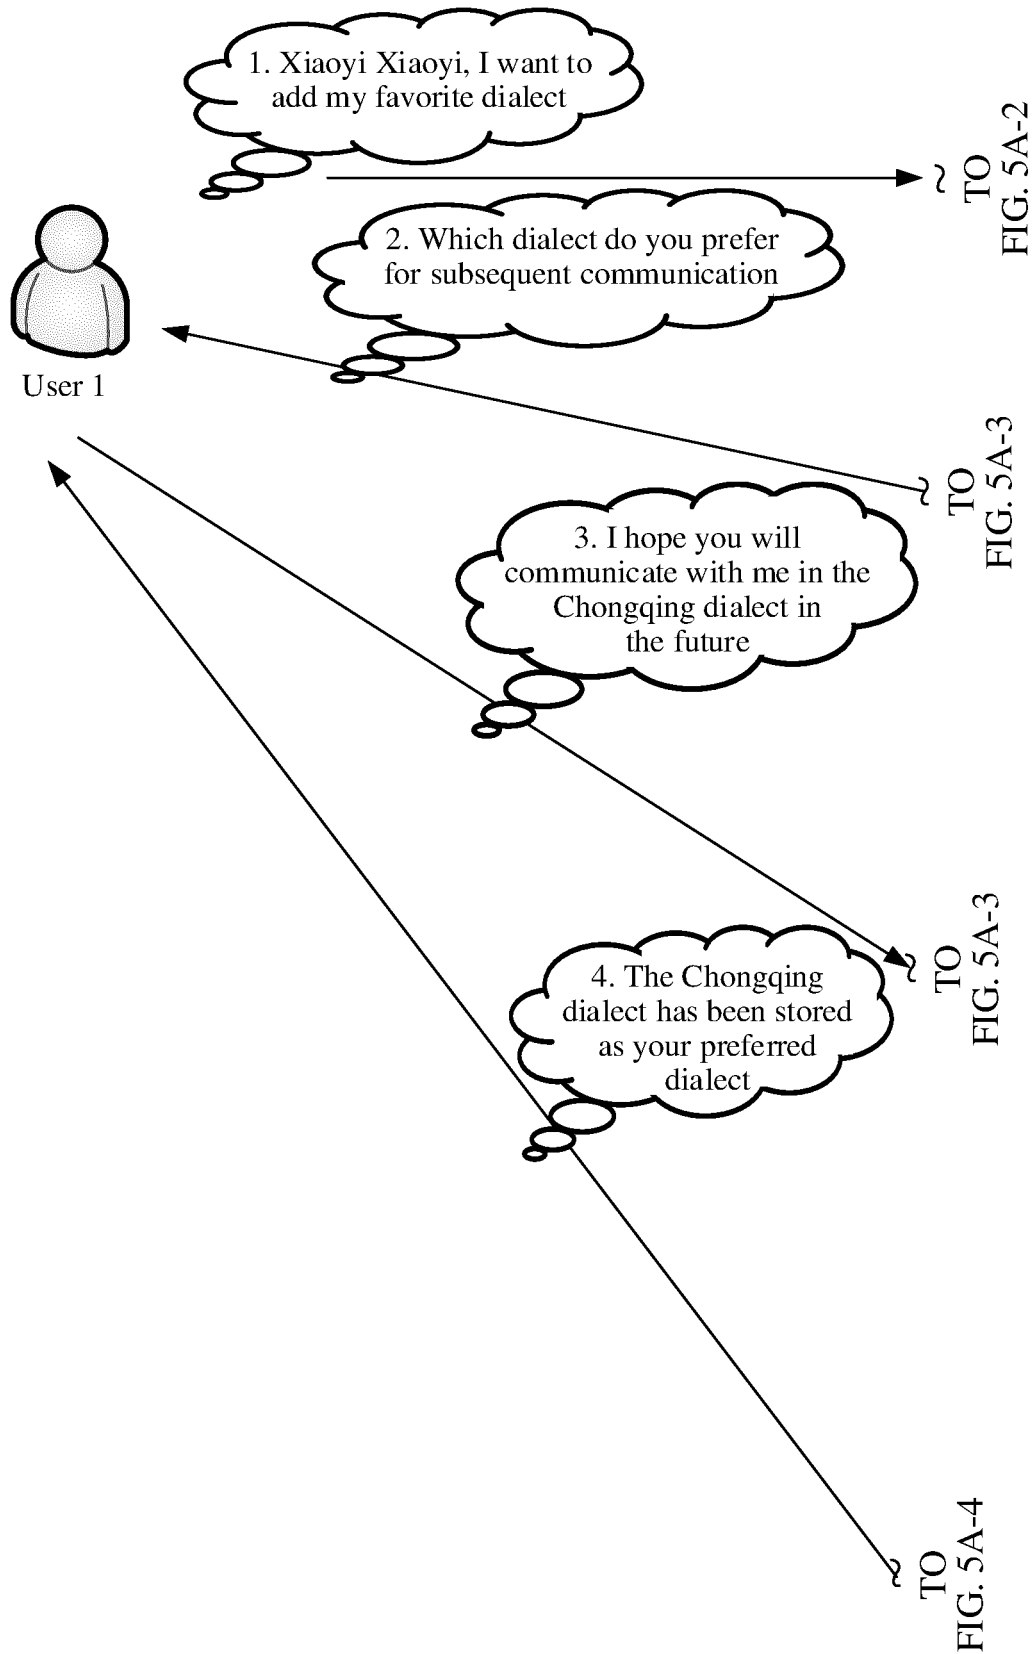 1. Xiaoyi Xiaoyi, I want to
add my favorite dialect
TO
FIG. 5A-2
2. Which dialect do you prefer
for subsequent communication
User 1
TO
FIG. 5A-3
3. I hope you will
communicate with me in the
Chongqing dialect in
the future
TO
FIG. 5A-3
4. The Chongqing
dialect has been stored
as your preferred
dialect
TO
FIG. 5A-4